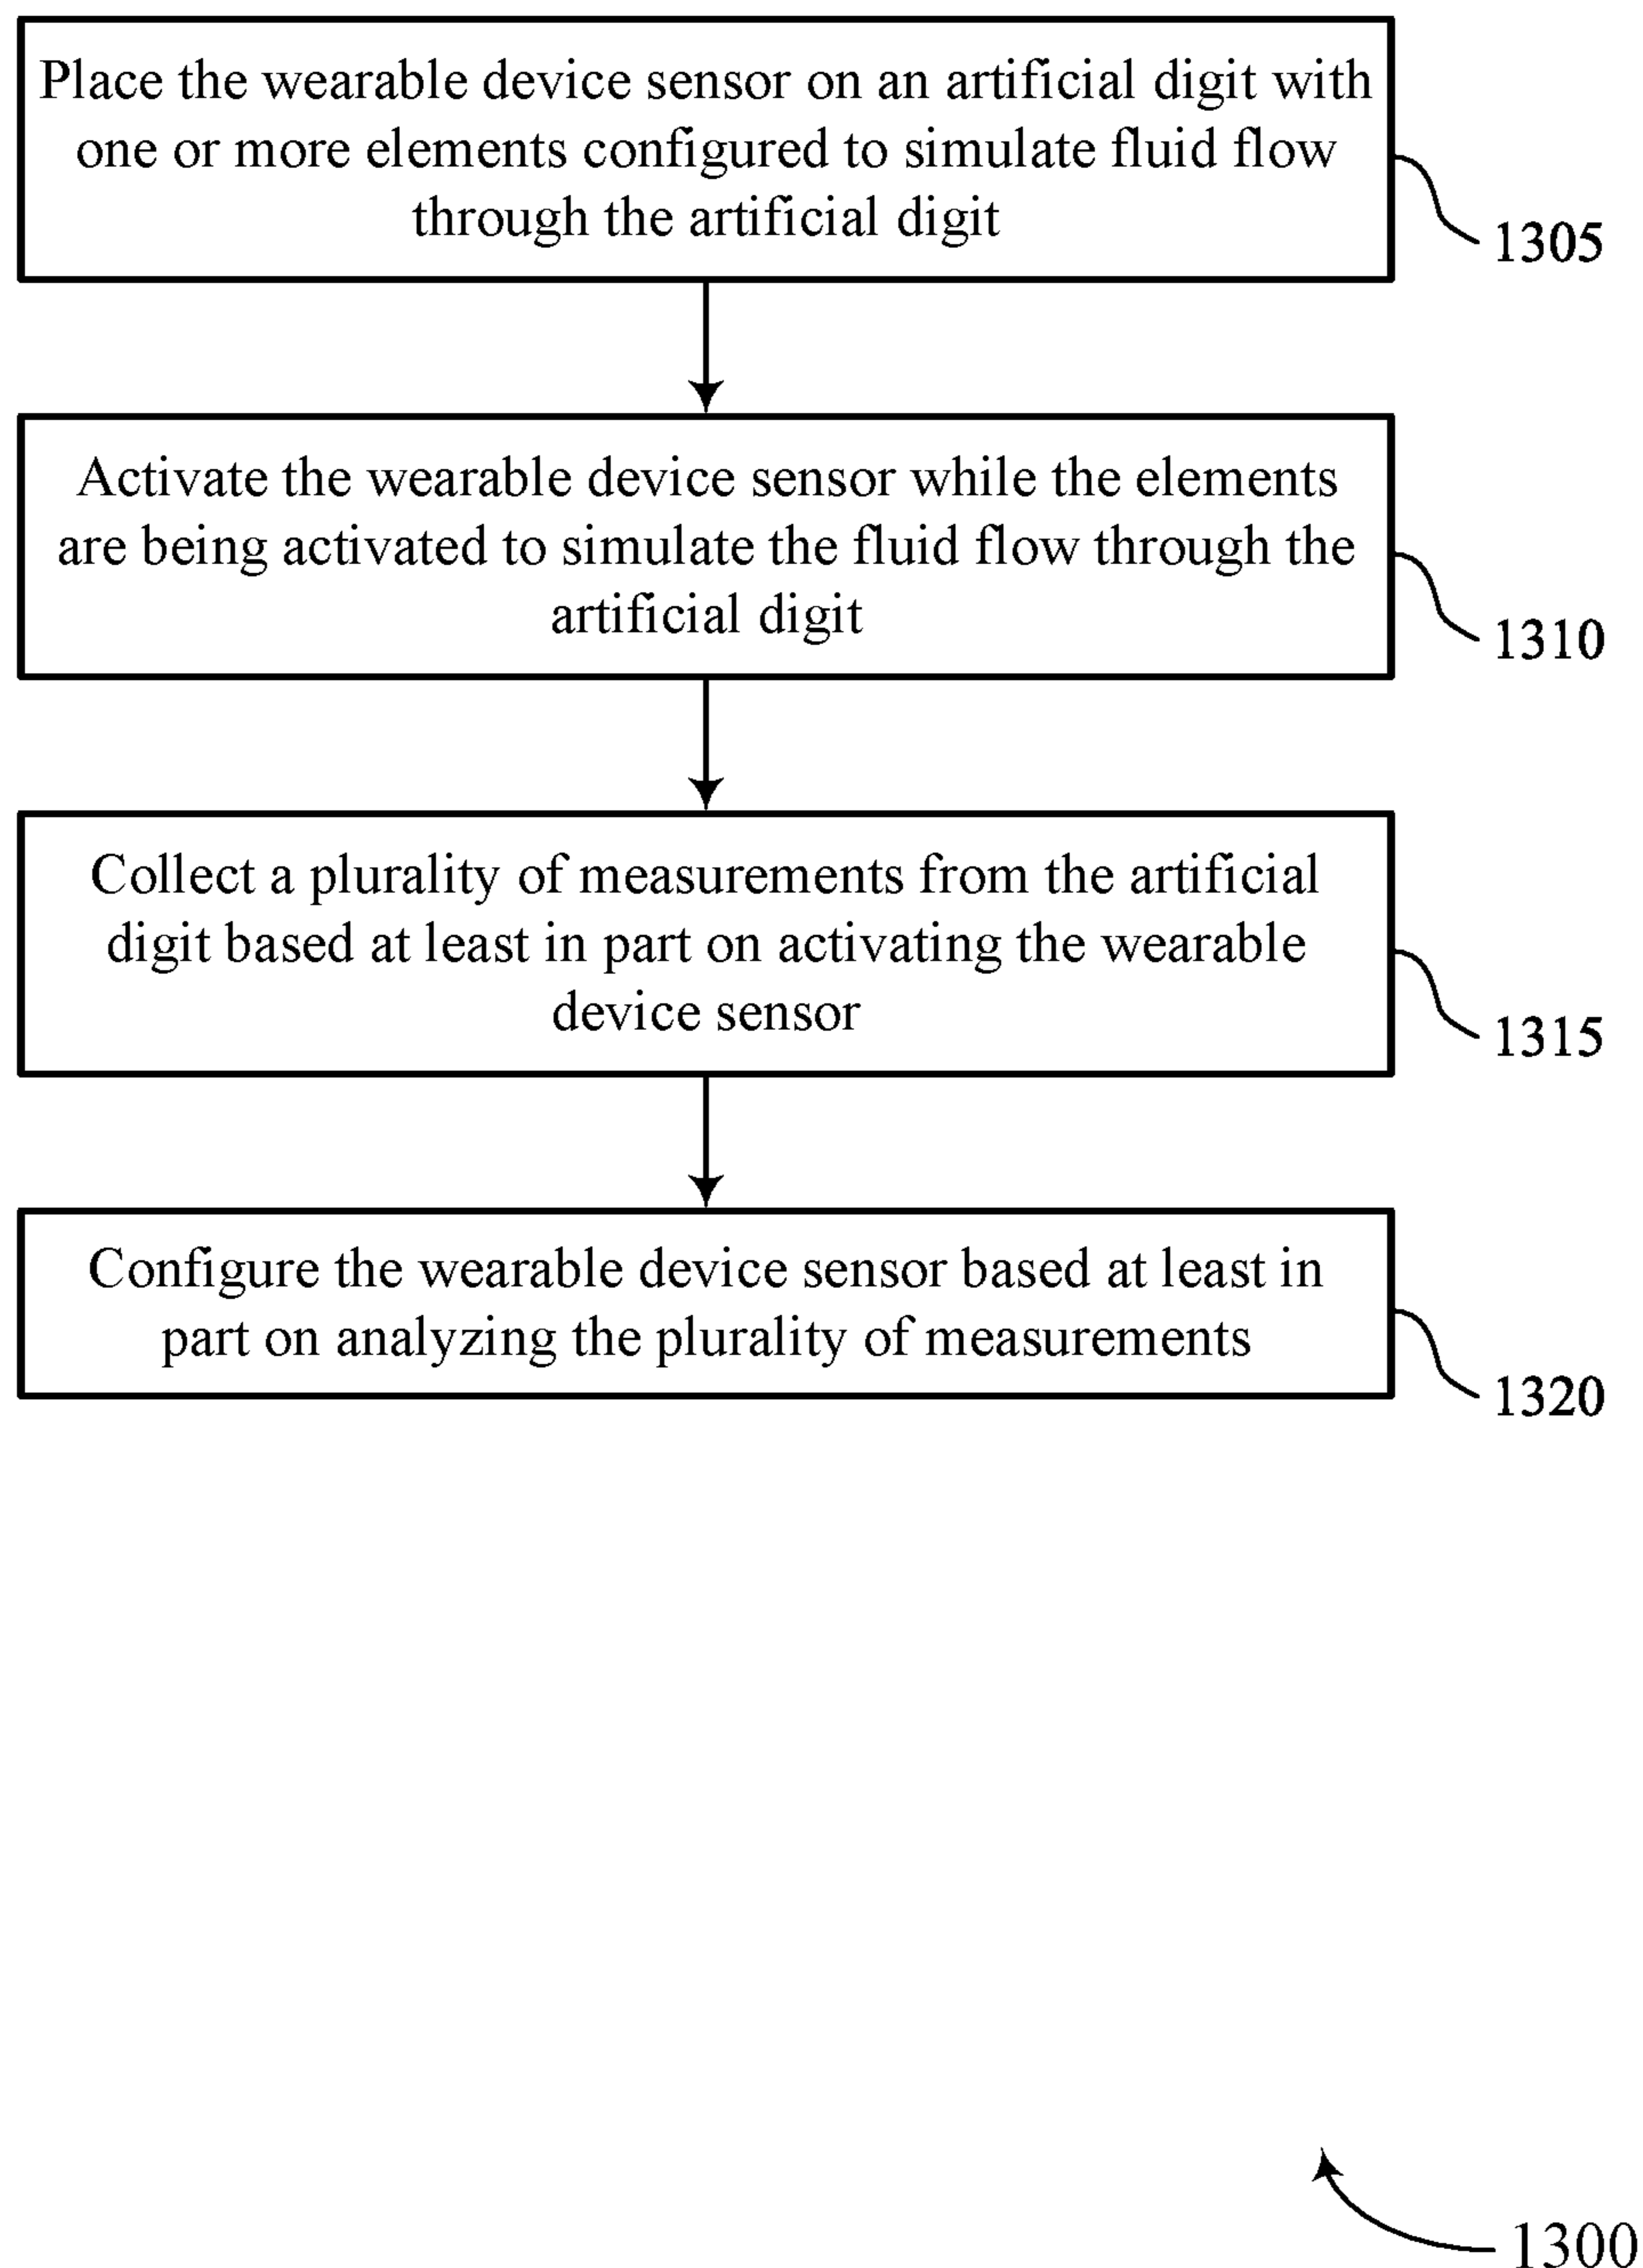 Place the wearable device sensor on an artificial digit with
one or more elements configured to simulate fluid flow
through the artificial digit
1305
Activate the wearable device sensor while the elements
are being activated to simulate the fluid flow through the
artificial digit
1310
Collect a plurality of measurements from the artificial
digit based at least in part on activating the wearable
device sensor
1315
Configure the wearable device sensor based at least in
part on analyzing the plurality of measurements
1320
1300